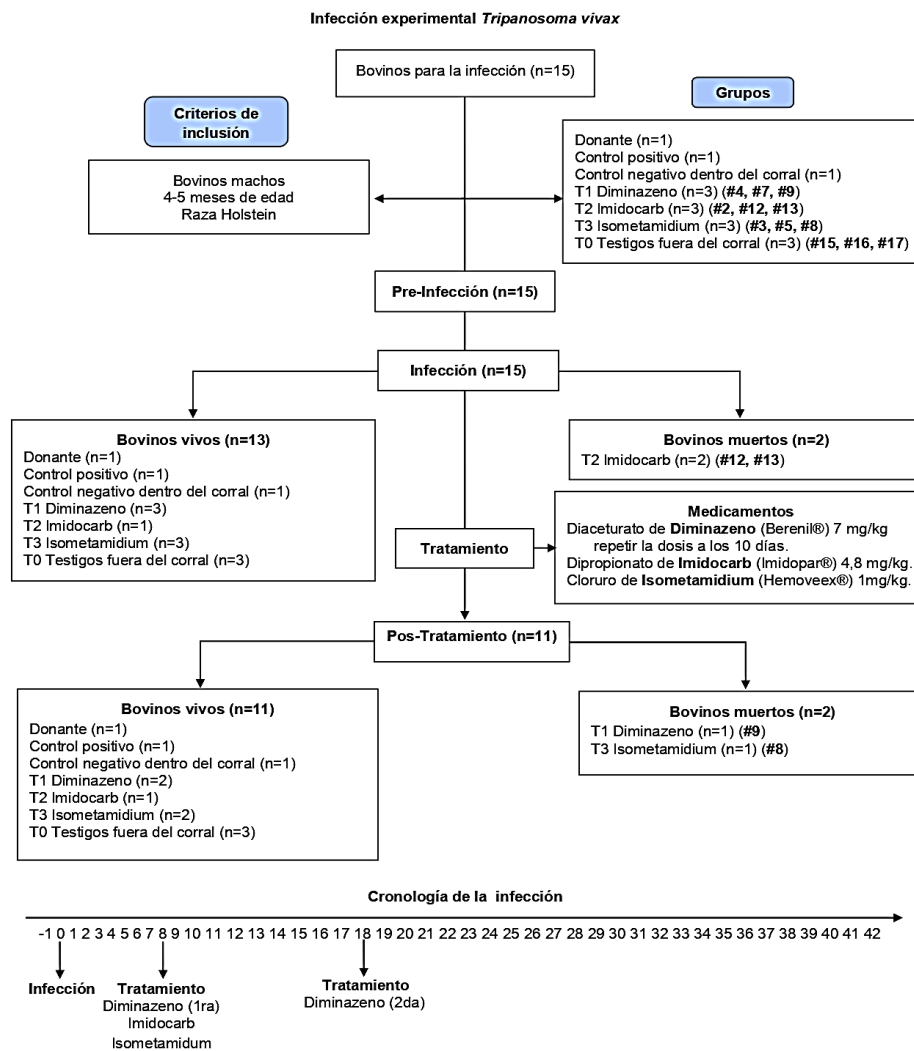 Infección experimental Tripanosoma vivax
Bovinos para la infección (n=15)
Criterios de
inclusión
Grupos
Bovinos machos
4-5 meses de edad
Raza Holstein
Donante (n=1)
Control positivo (n=1)
Control negativo dentro del corral (n=1)
T1 Diminazeno (n=3) (#4, #7, #9)
T2 Imidocarb (n=3) (#2, #12, #13)
T3 Isometamidium (n=3) (#3, #5, #8)
T0 Testigos fuera del corral (n=3) (#15, #16, #17)
Pre-Infección (n=15)
Infección (n=15)
Bovinos vivos (n=13)
Donante (n=1)
Control positivo (n=1)
Control negativo dentro del corral (n=1)
T1 Diminazeno (n=3)
T2 Imidocarb (n=1)
T3 Isometamidium (n=3)
T0 Testigos fuera del corral (n=3)
Bovinos muertos (n=2)
T2 Imidocarb (n=2) (#12, #13)
Tratamiento
Medicamentos
Diaceturato de Diminazeno (Berenil®) 7 mg/kg
repetir la dosis a los 10 días.
Dipropionato de Imidocarb (Imidopar®) 4,8 mg/kg.
Cloruro de Isometamidium (Hemoveex®) 1mg/kg.
Pos-Tratamiento (n=11)
Bovinos vivos (n=11)
Donante (n=1)
Control positivo (n=1)
Control negativo dentro del corral (n=1)
T1 Diminazeno (n=2)
T2 Imidocarb (n=1)
T3 Isometamidium (n=2)
T0 Testigos fuera del corral (n=3)
Bovinos muertos (n=2)
T1 Diminazeno (n=1) (#9)
T3 Isometamidium (n=1) (#8)
Cronología de la infección
-1 0 1 2 3 4 5 6 7 8 9 10 11 12 13 14 15 16 17 18 19 20 21 22 23 24 25 26 27 28 29 30 31 32 33 34 35 36 37 38 39 40 41 42
Infección
Tratamiento
Diminazeno (1ra)
Imidocarb
Isometamidum
Tratamiento
Diminazeno (2da)